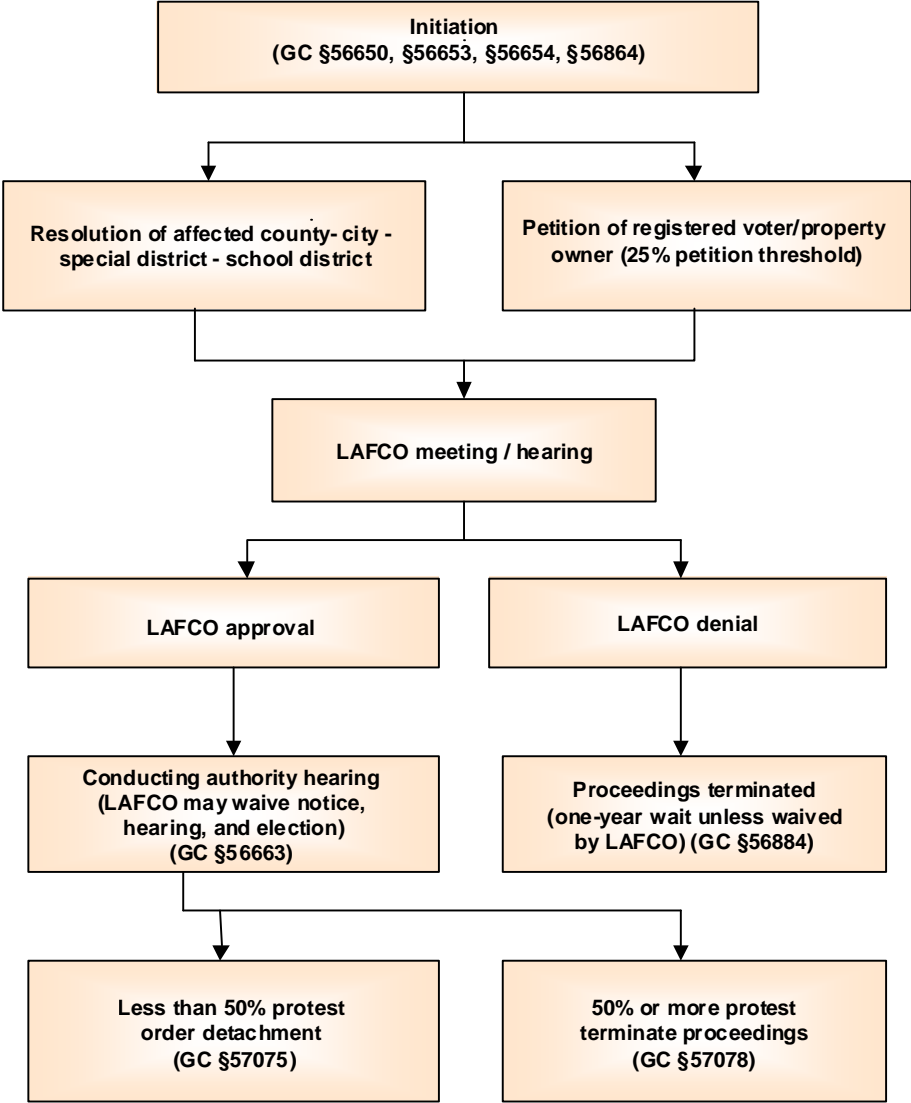 Initiation
(GC §56650, §56653, §56654, §56864)
Resolution of affected county- city -
special district - school district
Petition of registered voter/property
owner (25% petition threshold)
LAFCO meeting / hearing
LAFCO approval
LAFCO denial
Conducting authority hearing
(LAFCO may waive notice,
hearing, and election)
(GC §56663)
Proceedings terminated
(one-year wait unless waived
by LAFCO) (GC §56884)
Less than 50% protest
order detachment
(GC §57075)
50% or more protest
terminate proceedings
(GC §57078)